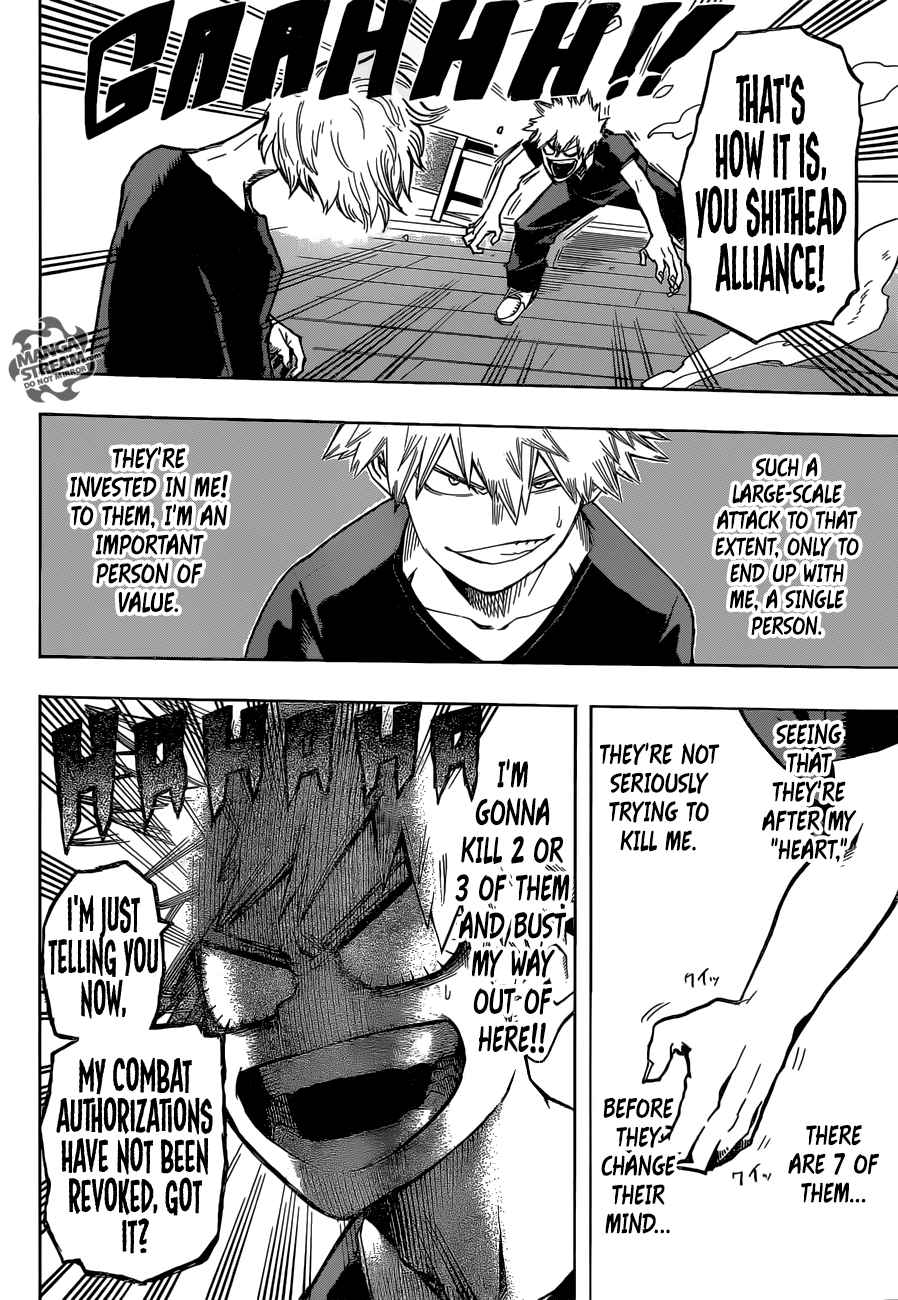 GAAHHH!!
THAT'S
HOW IT IS,
YOU SHITHEAD
ALLIANCE!
MANGA
STREAM.com
DO NOT MIRROR!
SUCH A
LARGE-SCALE
ATTACK TO THAT
EXTENT, ONLY TO
END UP WITH
ME, A SINGLE
PERSON.
THEY'RE
INVESTED IN ME!
TO THEM, I'M AN
IMPORTANT
PERSON OF
VALUE.
SEEING
THAT
THEY'RE
AFTER MY
"HEART,"
THEY'RE NOT
SERIOUSLY
TRYING TO
KILL ME.
クイッ
クイッ
THERE
ARE 7 OF
THEM...
BEFORE
THEY
CHANGE
THEIR
MIND...
I'M
GONNA
KILL 2 OR
3 OF THEM
AND BUST
MY WAY
OUT OF
HERE!!
HAHAHA
I'M JUST
TELLING YOU
NOW,
MY COMBAT
AUTHORIZATIONS
HAVE NOT BEEN
REVOKED, GOT
IT?